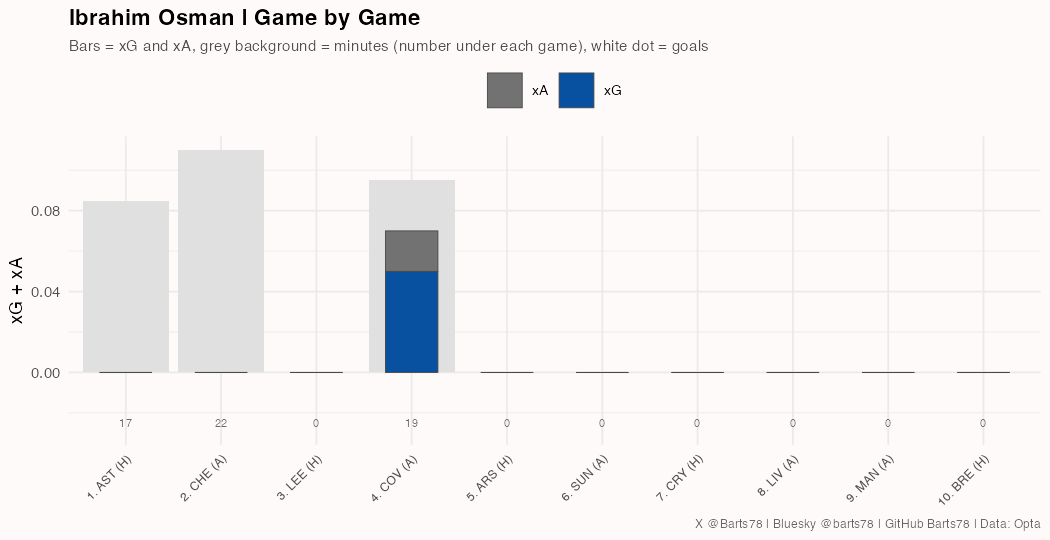 Ibrahim Osman | Game by Game
Bars = xG and xA, grey background = minutes (number under each game), white dot = goals
xA xG
xG + xA
0.08
0.04
0.00
17 22 0 19 0 0 0 0 0 0
1. AST (H) 2. CHE (A) 3. LEE (H) 4. COV (A) 5. ARS (H) 6. SUN (A) 7. CRY (H) 8. LIV (A) 9. MAN (A) 10. BRE (H)
X @Barts78 | Bluesky @barts78 | GitHub Barts78 | Data: Opta